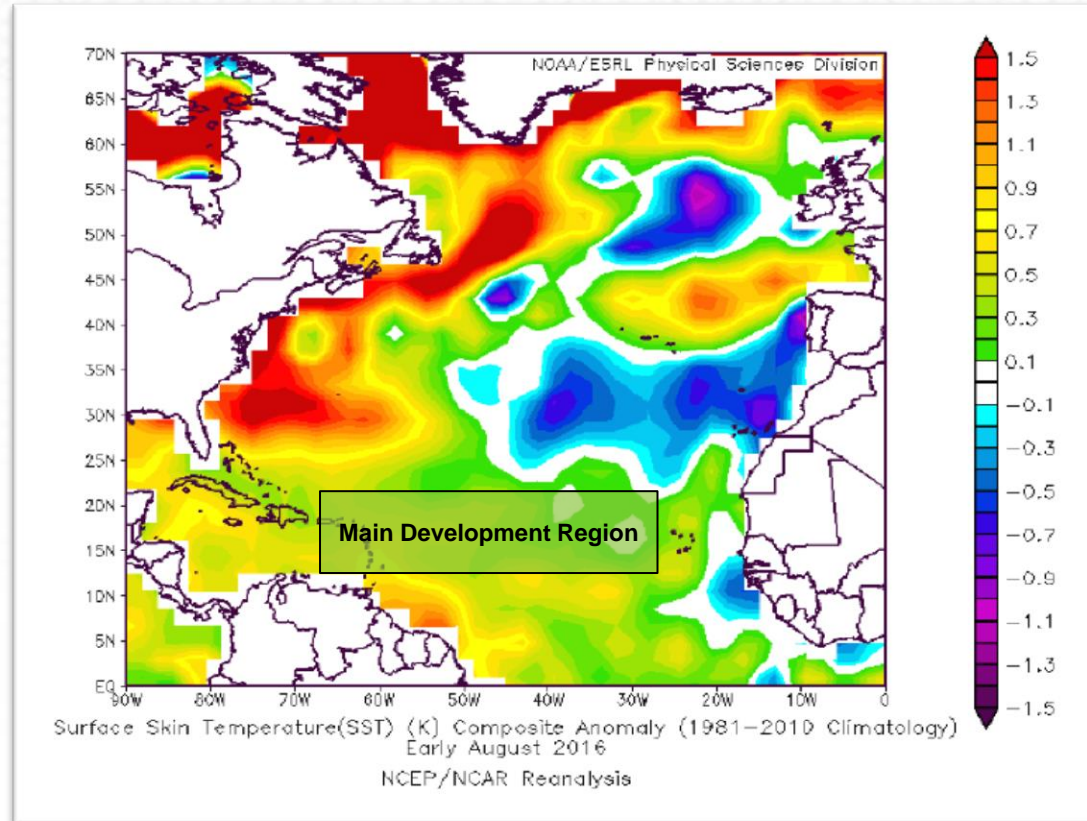 NOAA/ESRL Physical Sciences Division
70N
65N
60N
55N
50N
45N
40N
35N
30N
25N
20N
15N
10N
5N
EQ
Main Development Region
90W 80W 70W 60W 50W 40W 30W 20W 10W 0
1.5
1.3
1.1
0.9
0.7
0.5
0.3
0.1
-0.1
-0.3
-0.5
-0.7
-0.9
-1.1
-1.3
-1.5
Surface Skin Temperature(SST) (K) Composite Anomaly (1981-2010 Climatology)
Early August 2016
NCEP/NCAR Reanalysis